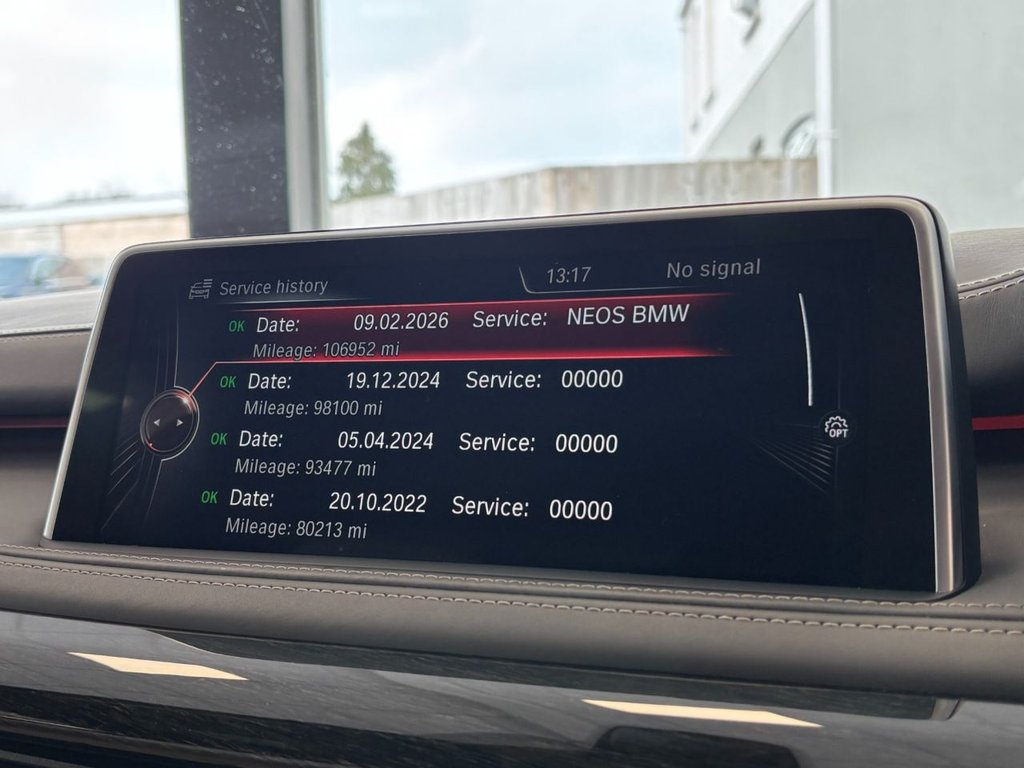 Service history 13:17 No signal
OK Date: 09.02.2026 Service: NEOS BMW
Mileage: 106952 mi
OK Date: 19.12.2024 Service: 00000
Mileage: 98100 mi
OK Date: 05.04.2024 Service: 00000
Mileage: 93477 mi
OK Date: 20.10.2022 Service: 00000
Mileage: 80213 mi
OPT